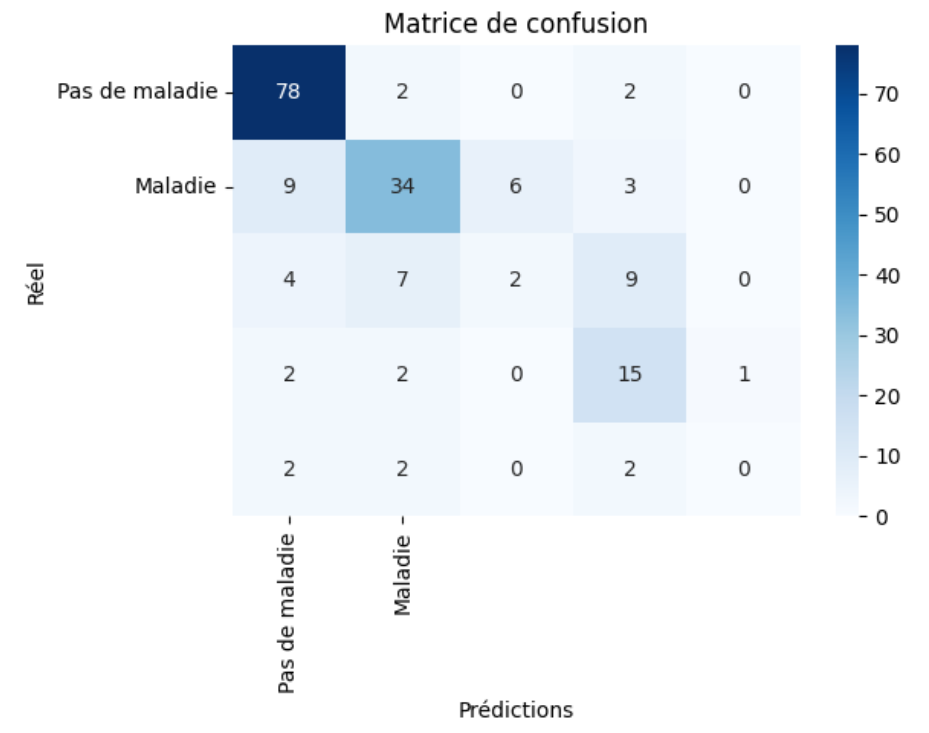 Matrice de confusion
Pas de maladie
78 2 0 2 0
Maladie
9 34 6 3 0
4 7 2 9 0
2 2 0 15 1
2 2 0 2 0
Réel
Pas de maladie
Maladie
Prédictions
70
60
50
40
30
20
10
0